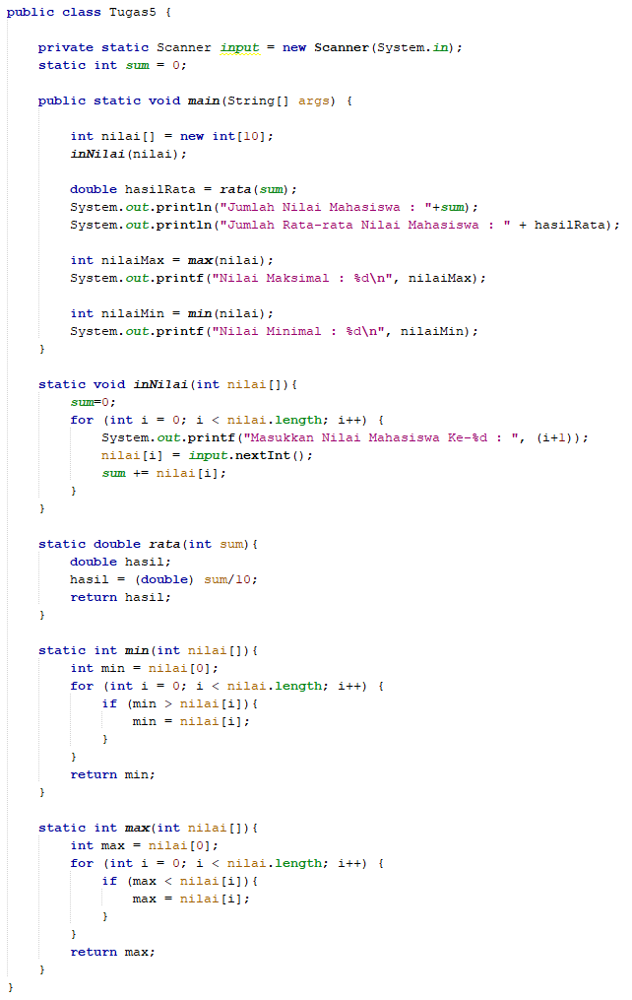 public class Tugas5 {
private static Scanner input = new Scanner(System.in);
static int sum = 0;
public static void main(String[] args) {
int nilai[] = new int[10];
inNilai(nilai);
double hasilRata = rata(sum);
System.out.println("Jumlah Nilai Mahasiswa : "+sum);
System.out.println("Jumlah Rata-rata Nilai Mahasiswa : " + hasilRata);
int nilaiMax = max(nilai);
System.out.printf("Nilai Maksimal : %d\n", nilaiMax);
int nilaiMin = min(nilai);
System.out.printf("Nilai Minimal : %d\n", nilaiMin);
}
static void inNilai(int nilai[]){
sum=0;
for (int i = 0; i < nilai.length; i++) {
System.out.printf("Masukkan Nilai Mahasiswa Ke-%d : ", (i+1));
nilai[i] = input.nextInt();
sum += nilai[i];
}
}
static double rata(int sum){
double hasil;
hasil = (double) sum/10;
return hasil;
}
static int min(int nilai[]){
int min = nilai[0];
for (int i = 0; i < nilai.length; i++) {
if (min > nilai[i]){
min = nilai[i];
}
}
return min;
}
static int max(int nilai[]){
int max = nilai[0];
for (int i = 0; i < nilai.length; i++) {
if (max < nilai[i]){
max = nilai[i];
}
}
return max;
}
}